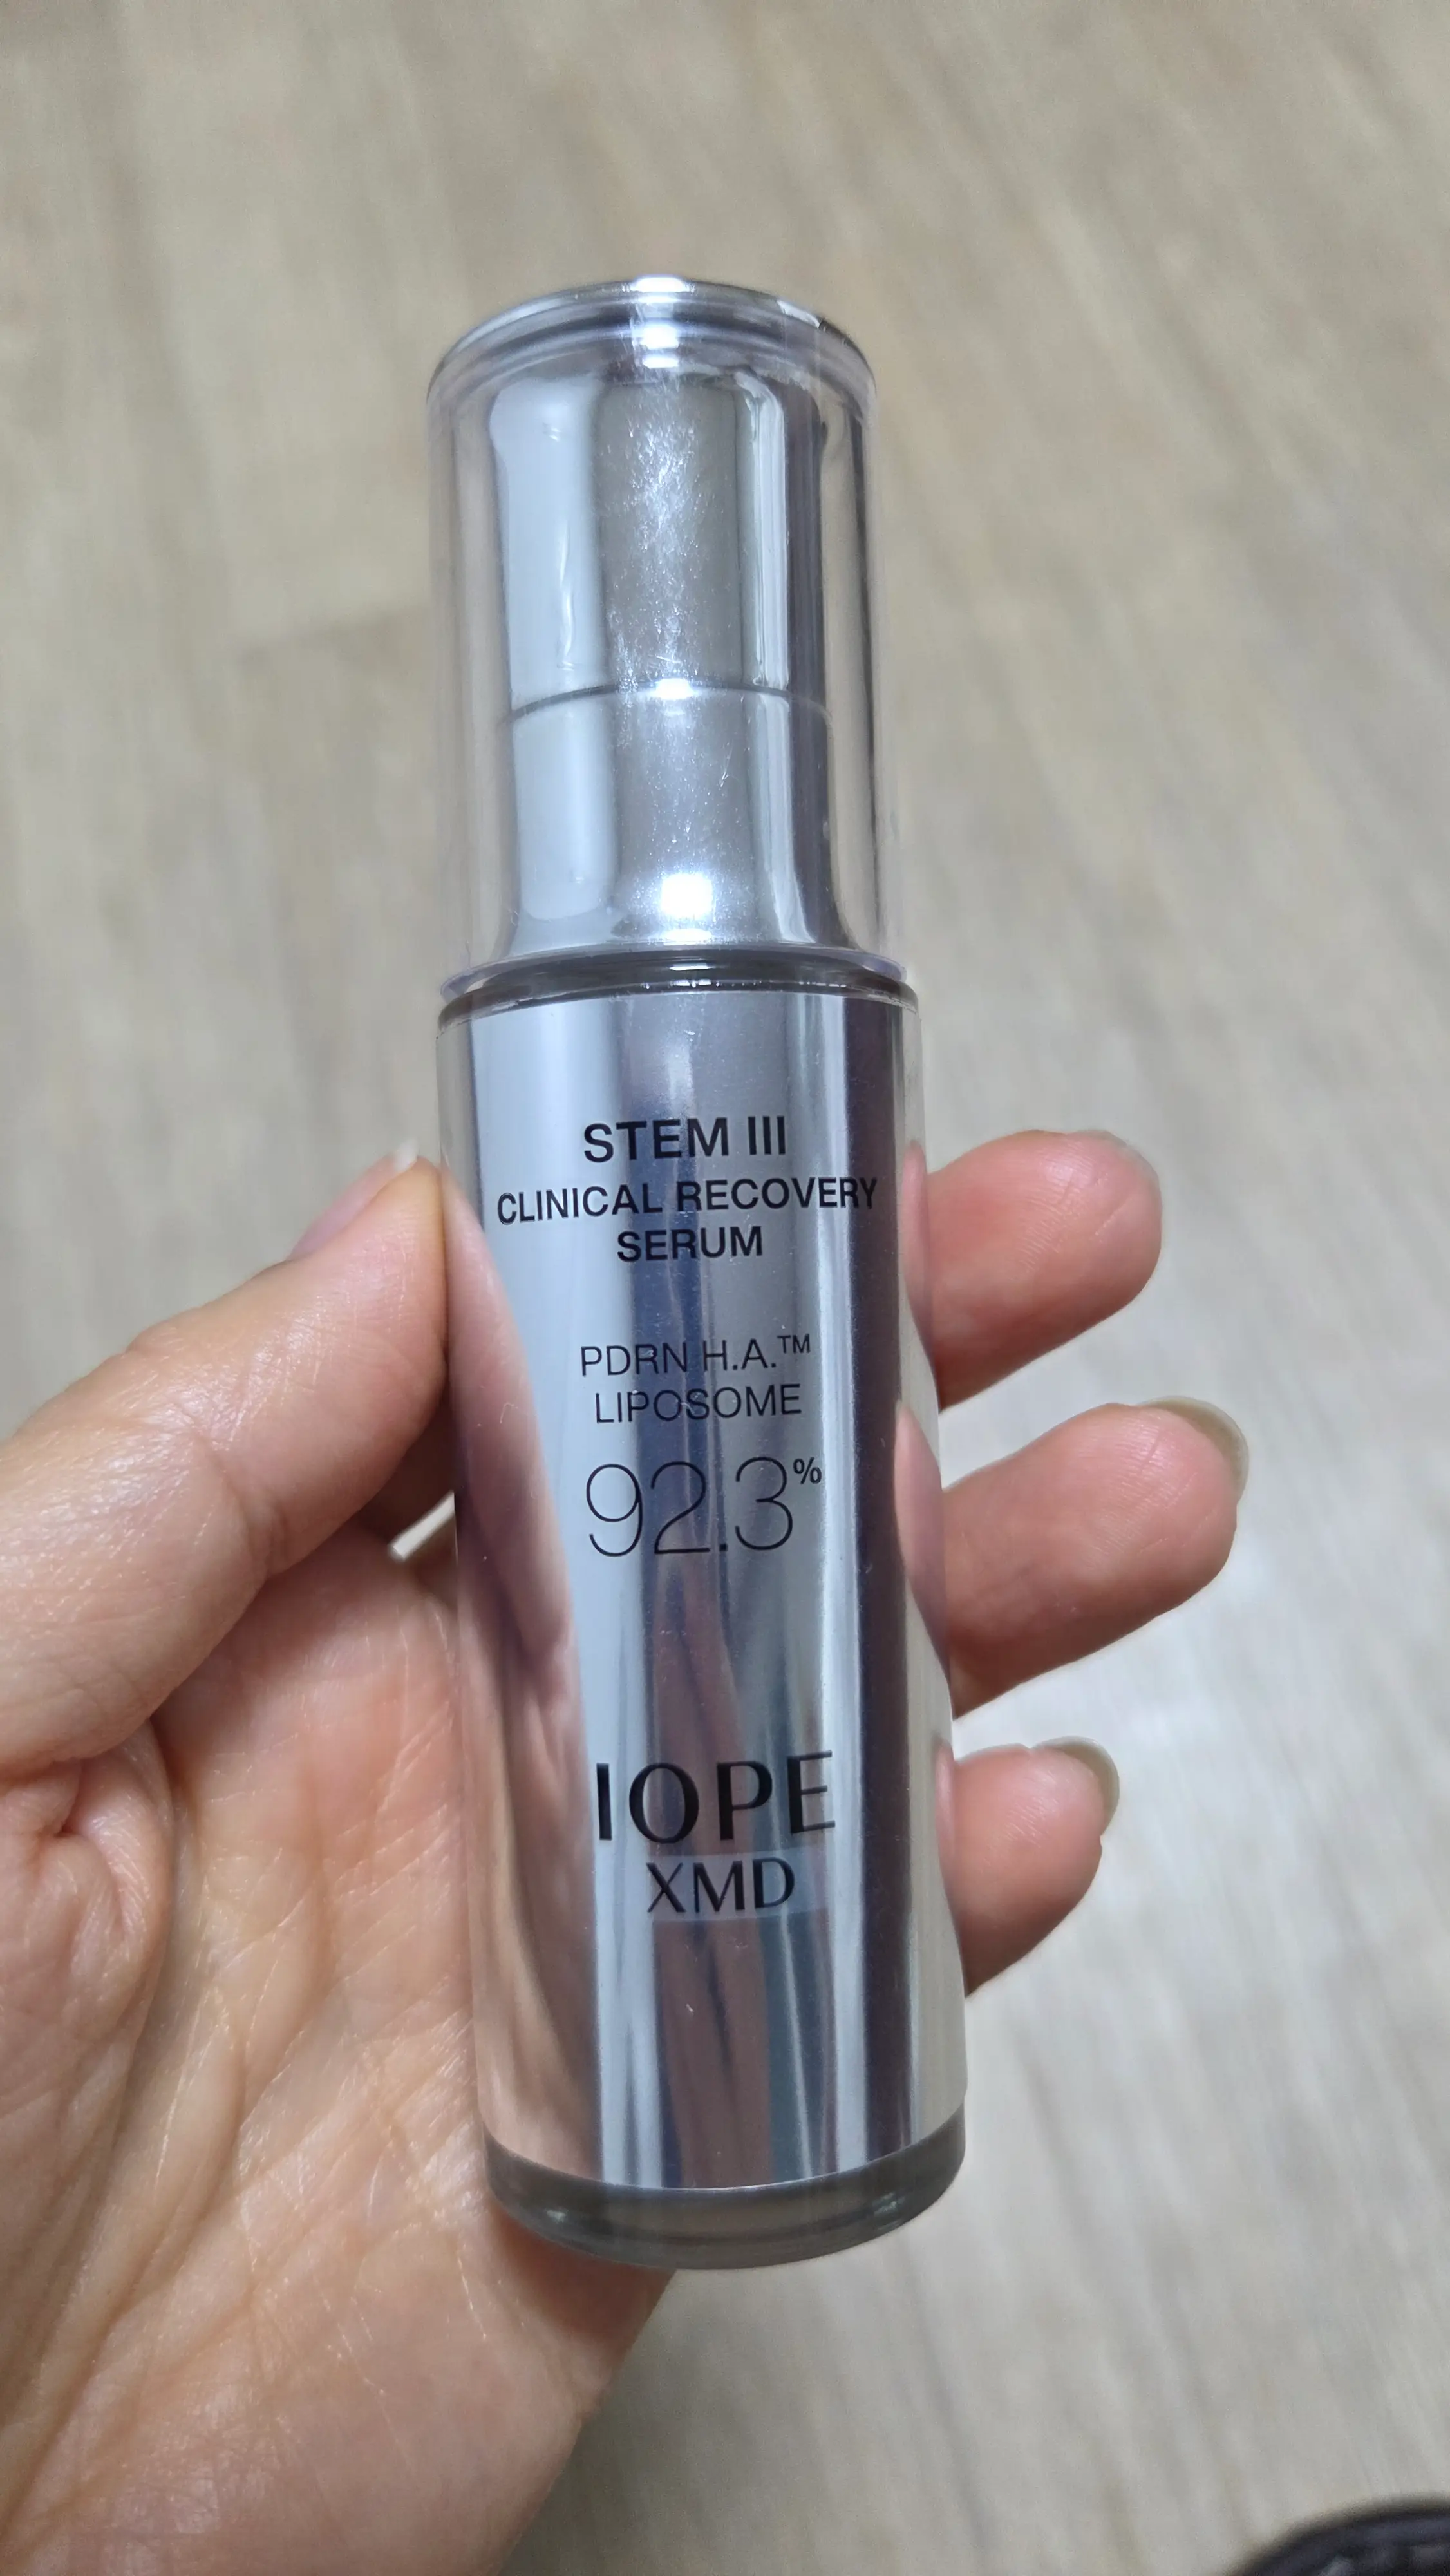 STEM III
CLINICAL RECOVERY
SERUM
PDRN H.A.™
LIPOSOME
92.3%
IOPE
XMD